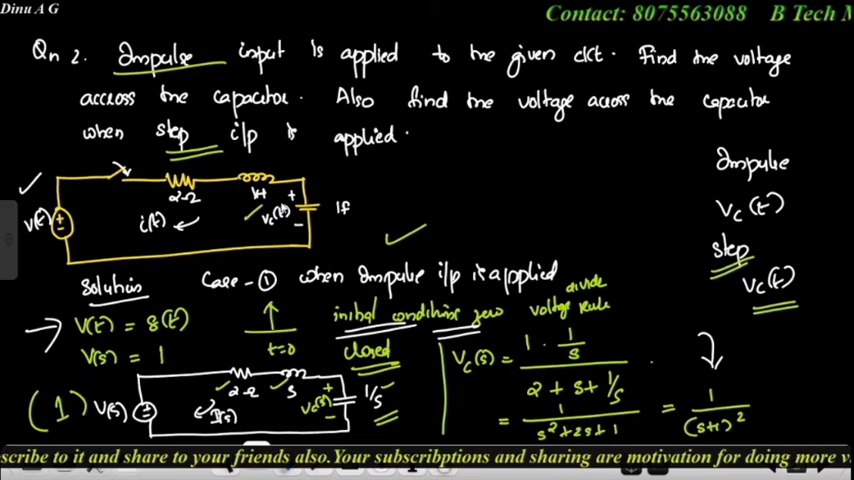 Dinu A G
Contact: 8075563088 B Tech M
Qn 2. Impulse input is applied to the given ckt. Find the voltage
accross the capacitor. Also find the voltage across the capacitor
when step i/p is applied.
Impulse
Vc(t)
step
Vc(t)
V(t) + - 2Ω 1H + Vc(t) - 1F
i(t)
Solution Case - ① when Impulse i/p is applied
V(t) = δ(t)
V(s) = 1
t=0
initial conditions zero
closed
voltage divide rule
Vc(s) = 1 · 1/s / 2 + s + 1/s
= 1 / s² + 2s + 1 = 1 / (s+1)²
(1) V(s) 2Ω s + Vc(s) - 1/s
I(s)
scribe to it and share to your friends also.Your subscribptions and sharing are motivation for doing more v